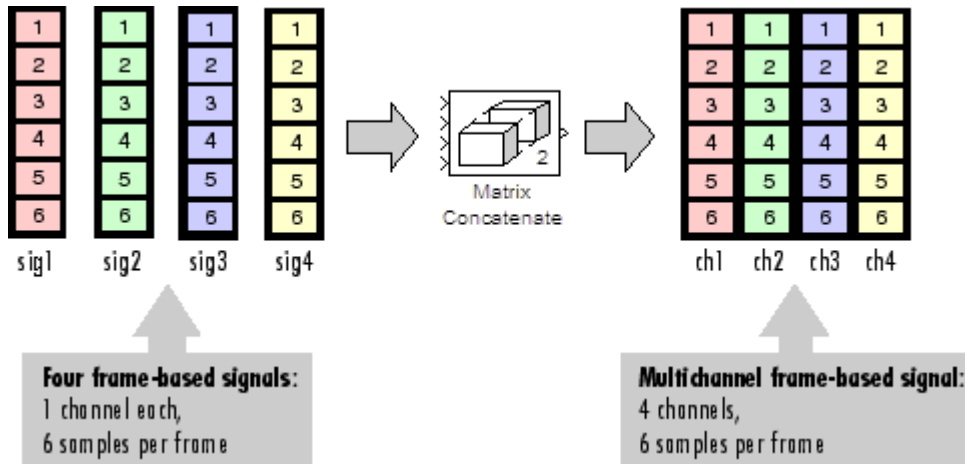 1 1 1 1 1 1 1 1
2 2 2 2 2 2 2 2
3 3 3 3 3 3 3 3
4 4 4 4 4 4 4 4
5 5 5 5 5 5 5 5
6 6 6 6 6 6 6 6
2
Matrix
Concatenate
sig1 sig2 sig3 sig4
ch1 ch2 ch3 ch4
Four frame-based signals:
1 channel each,
6 samples per frame
Multichannel frame-based signal:
4 channels,
6 samples per frame